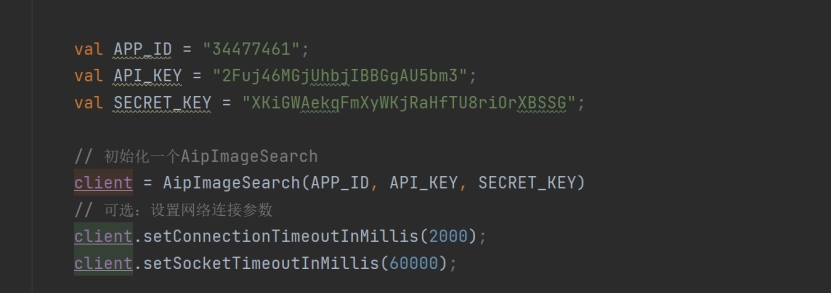 val APP_ID = "34477461";
val API_KEY = "2Fuj46MGjUhbjIBBGgAU5bm3";
val SECRET_KEY = "XKiGWAekqFmXyWKjRaHfTU8riOrXBSSG";
// 初始化一个AipImageSearch
client = AipImageSearch(APP_ID, API_KEY, SECRET_KEY)
// 可选：设置网络连接参数
client.setConnectionTimeoutInMillis(2000);
client.setSocketTimeoutInMillis(60000);